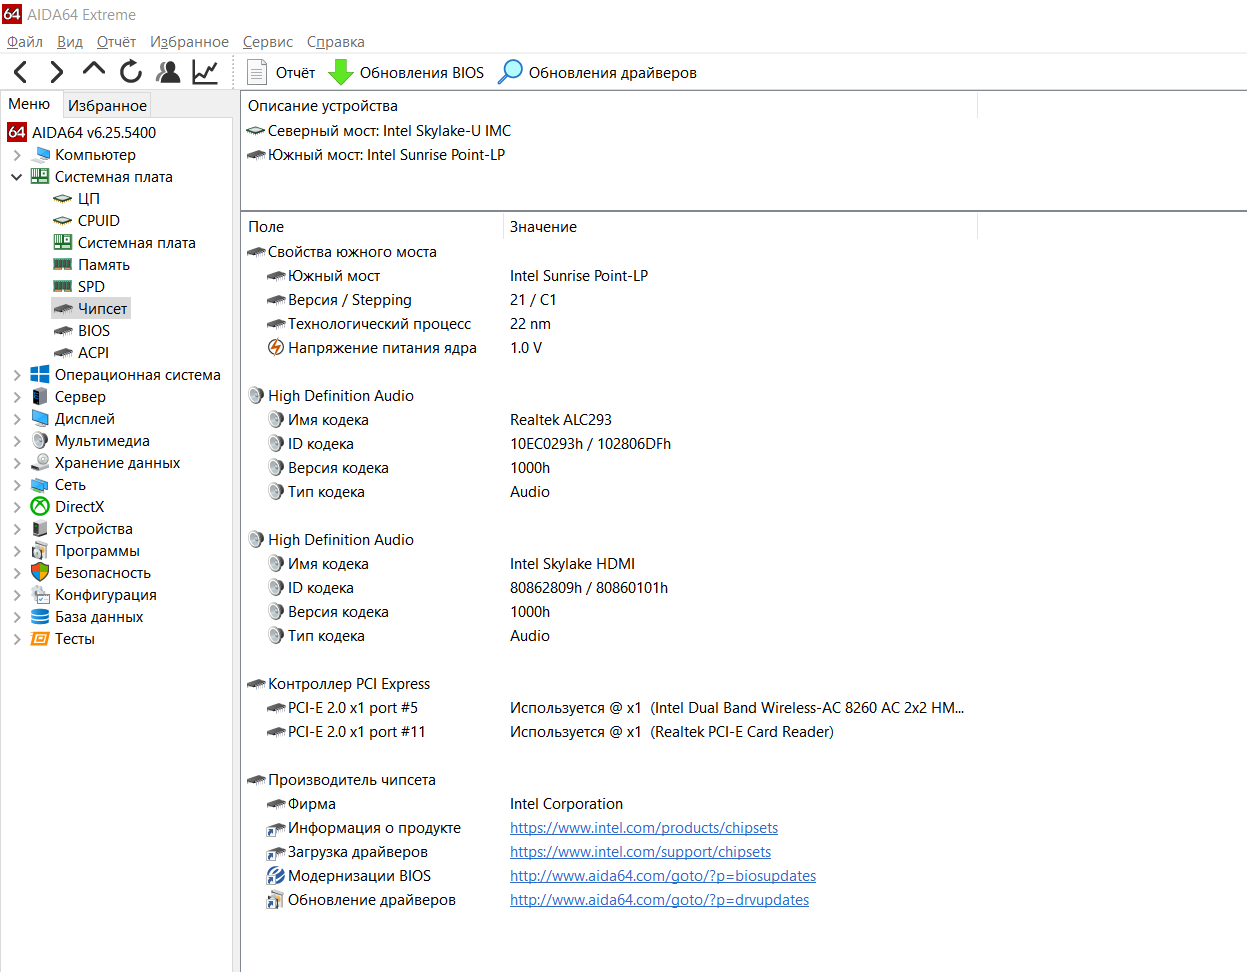 64 AIDA64 Extreme
Файл Вид Отчёт Избранное Сервис Справка
Отчёт Обновления BIOS Обновления драйверов
Меню Избранное
64 AIDA64 v6.25.5400
Компьютер
Системная плата
ЦП
CPUID
Системная плата
Память
SPD
Чипсет
BIOS
ACPI
Операционная система
Сервер
Дисплей
Мультимедиа
Хранение данных
Сеть
DirectX
Устройства
Программы
Безопасность
Конфигурация
База данных
Тесты
Описание устройства
Северный мост: Intel Skylake-U IMC
Южный мост: Intel Sunrise Point-LP
Поле Значение
Свойства южного моста
Южный мост Intel Sunrise Point-LP
Версия / Stepping 21 / C1
Технологический процесс 22 nm
Напряжение питания ядра 1.0 V
High Definition Audio
Имя кодека Realtek ALC293
ID кодека 10EC0293h / 102806DFh
Версия кодека 1000h
Тип кодека Audio
High Definition Audio
Имя кодека Intel Skylake HDMI
ID кодека 80862809h / 80860101h
Версия кодека 1000h
Тип кодека Audio
Контроллер PCI Express
PCI-E 2.0 x1 port #5 Используется @ x1 (Intel Dual Band Wireless-AC 8260 AC 2x2 HM...
PCI-E 2.0 x1 port #11 Используется @ x1 (Realtek PCI-E Card Reader)
Производитель чипсета
Фирма Intel Corporation
Информация о продукте https://www.intel.com/products/chipsets
Загрузка драйверов https://www.intel.com/support/chipsets
Модернизации BIOS http://www.aida64.com/goto/?p=biosupdates
Обновление драйверов http://www.aida64.com/goto/?p=drvupdates